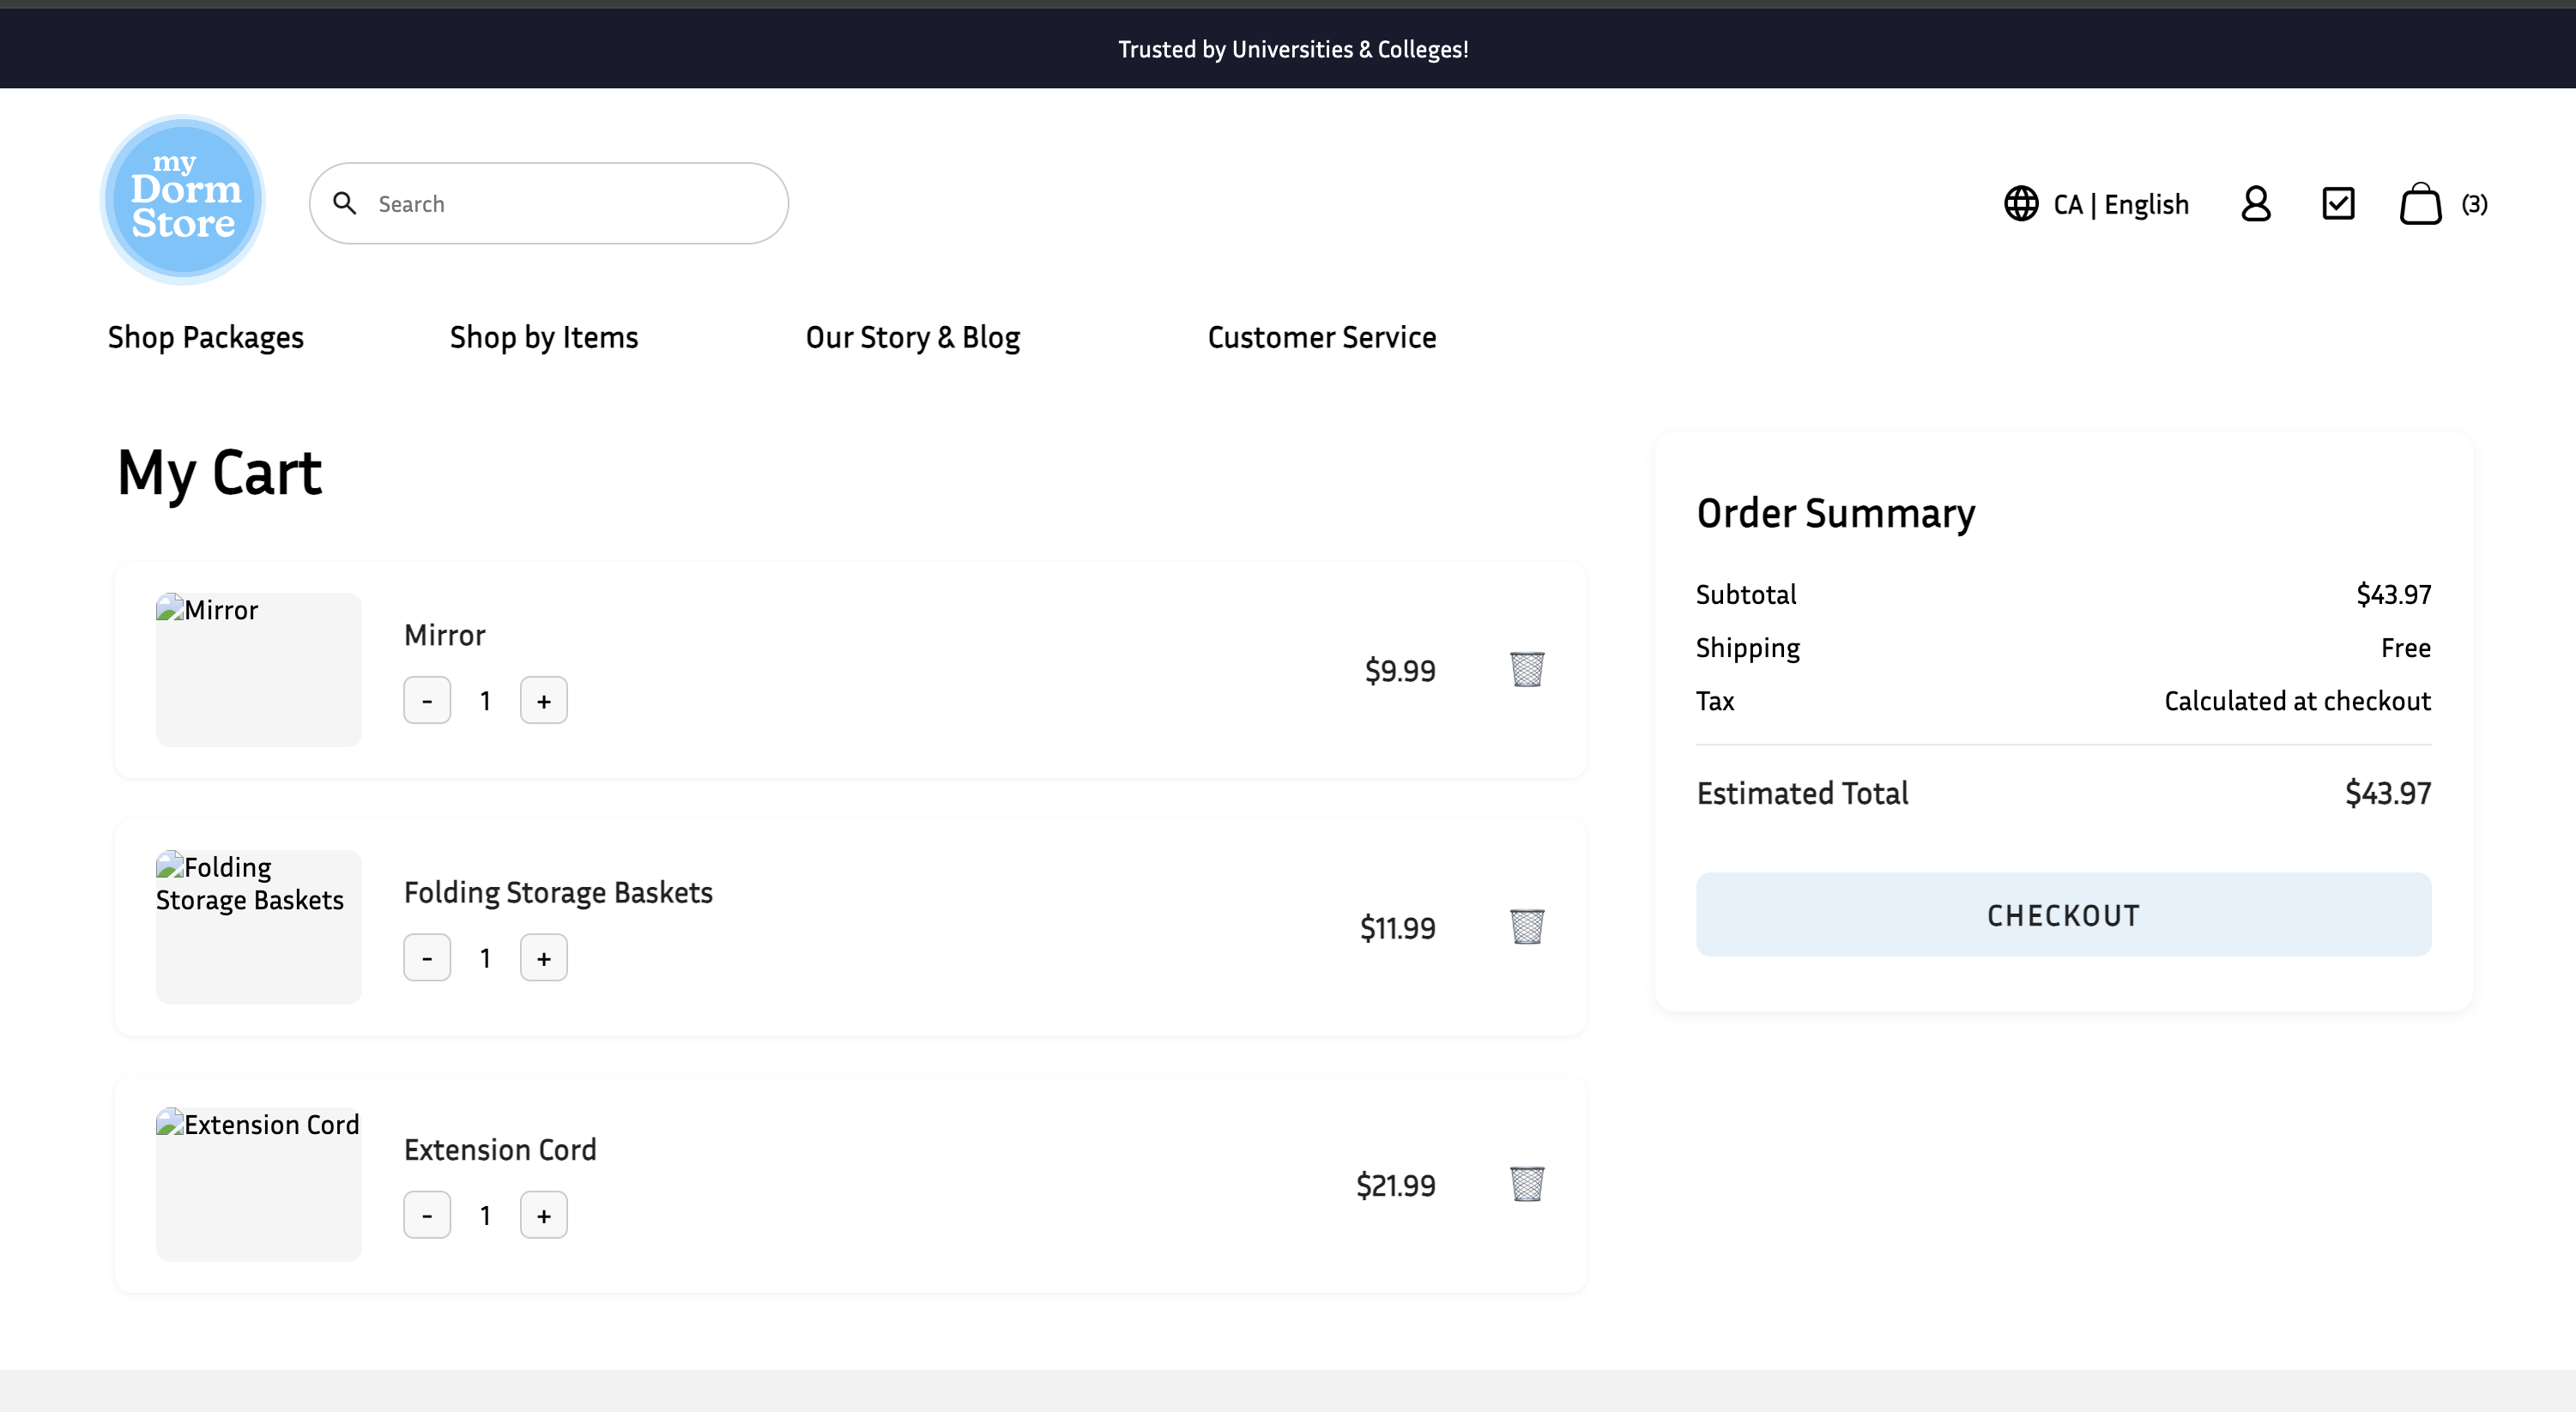 Trusted by Universities & Colleges!
my
Dorm
Store
Search
CA | English
(3)
Shop Packages
Shop by Items
Our Story & Blog
Customer Service
My Cart
Mirror
Mirror
- 1 +
$9.99
Folding
Storage Baskets
Folding Storage Baskets
- 1 +
$11.99
Extension Cord
Extension Cord
- 1 +
$21.99
Order Summary
Subtotal $43.97
Shipping Free
Tax Calculated at checkout
Estimated Total $43.97
CHECKOUT